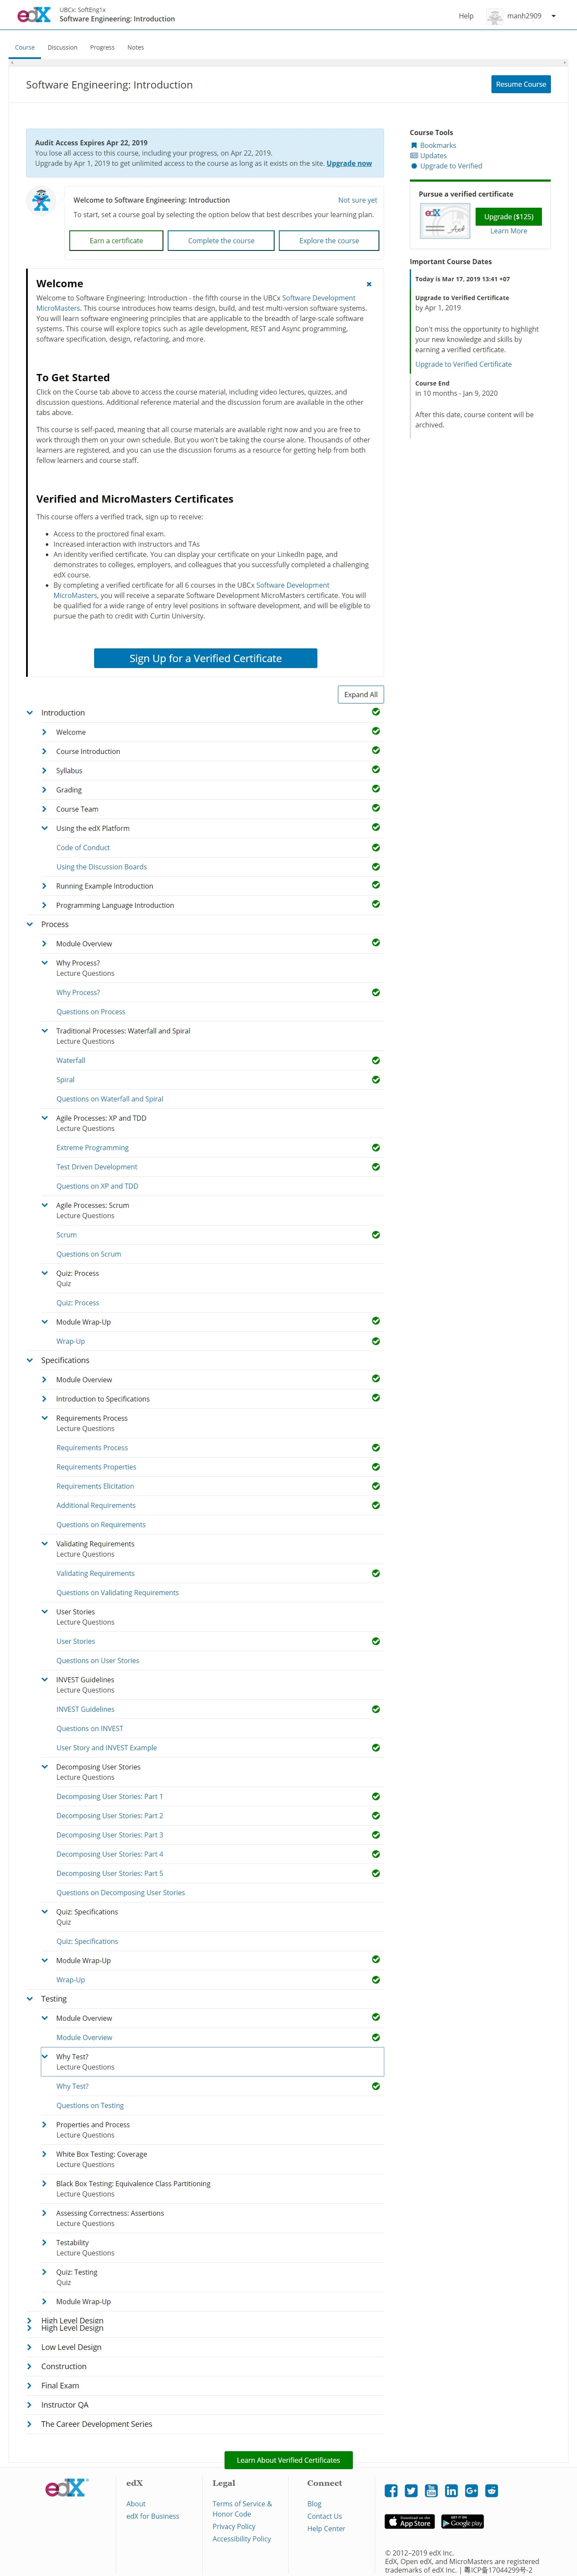 edX
UBCx: SoftEng1x
Software Engineering: Introduction
Help
manh2909
Course
Discussion
Progress
Notes
Software Engineering: Introduction
Resume Course
Audit Access Expires Apr 22, 2019
You lose all access to this course, including your progress, on Apr 22, 2019.
Upgrade by Apr 1, 2019 to get unlimited access to the course as long as it exists on the site. Upgrade now
Welcome to Software Engineering: Introduction
Not sure yet
To start, set a course goal by selecting the option below that best describes your learning plan.
Earn a certificate
Complete the course
Explore the course
Welcome
Welcome to Software Engineering: Introduction - the fifth course in the UBCx Software Development
MicroMasters. This course introduces how teams design, build, and test multi-version software systems.
You will learn software engineering principles that are applicable to the breadth of large-scale software
systems. This course will explore topics such as agile development, REST and Async programming,
software specification, design, refactoring, and more.
To Get Started
Click on the Course tab above to access the course material, including video lectures, quizzes, and
discussion questions. Additional reference material and the discussion forum are available in the other
tabs above.
This course is self-paced, meaning that all course materials are available right now and you are free to
work through them on your own schedule. But you won't be taking the course alone. Thousands of other
learners are registered, and you can use the discussion forums as a resource for getting help from both
fellow learners and course staff.
Verified and MicroMasters Certificates
This course offers a verified track, sign up to receive:
• Access to the proctored final exam.
• Increased interaction with instructors and TAs
• An identity verified certificate. You can display your certificate on your LinkedIn page, and
demonstrates to colleges, employers, and colleagues that you successfully completed a challenging
edX course.
• By completing a verified certificate for all 6 courses in the UBCx Software Development
MicroMasters, you will receive a separate Software Development MicroMasters certificate. You will
be qualified for a wide range of entry level positions in software development, and will be eligible to
pursue the path to credit with Curtin University.
Sign Up for a Verified Certificate
Course Tools
Bookmarks
Updates
Upgrade to Verified
Pursue a verified certificate
edX
Upgrade ($125)
Learn More
Important Course Dates
Today is Mar 17, 2019 13:41 +07
Upgrade to Verified Certificate
by Apr 1, 2019
Don't miss the opportunity to highlight
your new knowledge and skills by
earning a verified certificate.
Upgrade to Verified Certificate
Course End
in 10 months - Jan 9, 2020
After this date, course content will be
archived.
Expand All
Introduction
Welcome
Course Introduction
Syllabus
Grading
Course Team
Using the edX Platform
Code of Conduct
Using the Discussion Boards
Running Example Introduction
Programming Language Introduction
Process
Module Overview
Why Process?
Lecture Questions
Why Process?
Questions on Process
Traditional Processes: Waterfall and Spiral
Lecture Questions
Waterfall
Spiral
Questions on Waterfall and Spiral
Agile Processes: XP and TDD
Lecture Questions
Extreme Programming
Test Driven Development
Questions on XP and TDD
Agile Processes: Scrum
Lecture Questions
Scrum
Questions on Scrum
Quiz: Process
Quiz
Quiz: Process
Module Wrap-Up
Wrap-Up
Specifications
Module Overview
Introduction to Specifications
Requirements Process
Lecture Questions
Requirements Process
Requirements Properties
Requirements Elicitation
Additional Requirements
Questions on Requirements
Validating Requirements
Lecture Questions
Validating Requirements
Questions on Validating Requirements
User Stories
Lecture Questions
User Stories
Questions on User Stories
INVEST Guidelines
Lecture Questions
INVEST Guidelines
Questions on INVEST
User Story and INVEST Example
Decomposing User Stories
Lecture Questions
Decomposing User Stories: Part 1
Decomposing User Stories: Part 2
Decomposing User Stories: Part 3
Decomposing User Stories: Part 4
Decomposing User Stories: Part 5
Questions on Decomposing User Stories
Quiz: Specifications
Quiz
Quiz: Specifications
Module Wrap-Up
Wrap-Up
Testing
Module Overview
Module Overview
Why Test?
Lecture Questions
Why Test?
Questions on Testing
Properties and Process
Lecture Questions
White Box Testing: Coverage
Lecture Questions
Black Box Testing: Equivalence Class Partitioning
Lecture Questions
Assessing Correctness: Assertions
Lecture Questions
Testability
Lecture Questions
Quiz: Testing
Quiz
Module Wrap-Up
High Level Design
High Level Design
Low Level Design
Construction
Final Exam
Instructor QA
The Career Development Series
Learn About Verified Certificates
edX
edX
About
edX for Business
Legal
Terms of Service &
Honor Code
Privacy Policy
Accessibility Policy
Connect
Blog
Contact Us
Help Center
Download on the
App Store
GET IT ON
Google play
© 2012–2019 edX Inc.
EdX, Open edX, and MicroMasters are registered
trademarks of edX Inc. | 粤ICP备17044299号-2